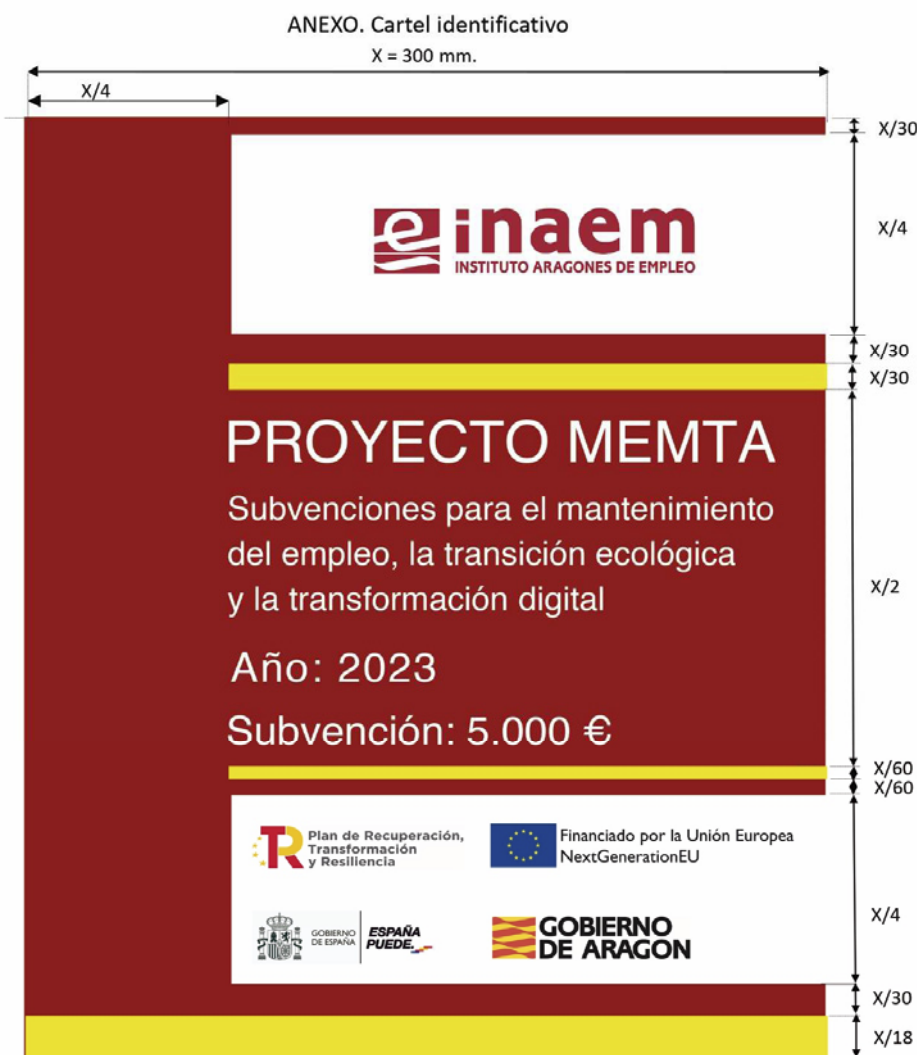 ANEXO. Cartel identificativo
X = 300 mm.
X/4
X/30
e inaem
INSTITUTO ARAGONES DE EMPLEO
X/4
X/30
X/30
PROYECTO MEMTA
Subvenciones para el mantenimiento
del empleo, la transición ecológica
y la transformación digital
X/2
Año: 2023
Subvención: 5.000 €
X/60
X/60
TR
Plan de Recuperación,
Transformación
y Resiliencia
Financiado por la Unión Europea
NextGenerationEU
GOBIERNO
DE ESPAÑA
ESPAÑA
PUEDE.
GOBIERNO
DE ARAGON
X/4
X/30
X/18